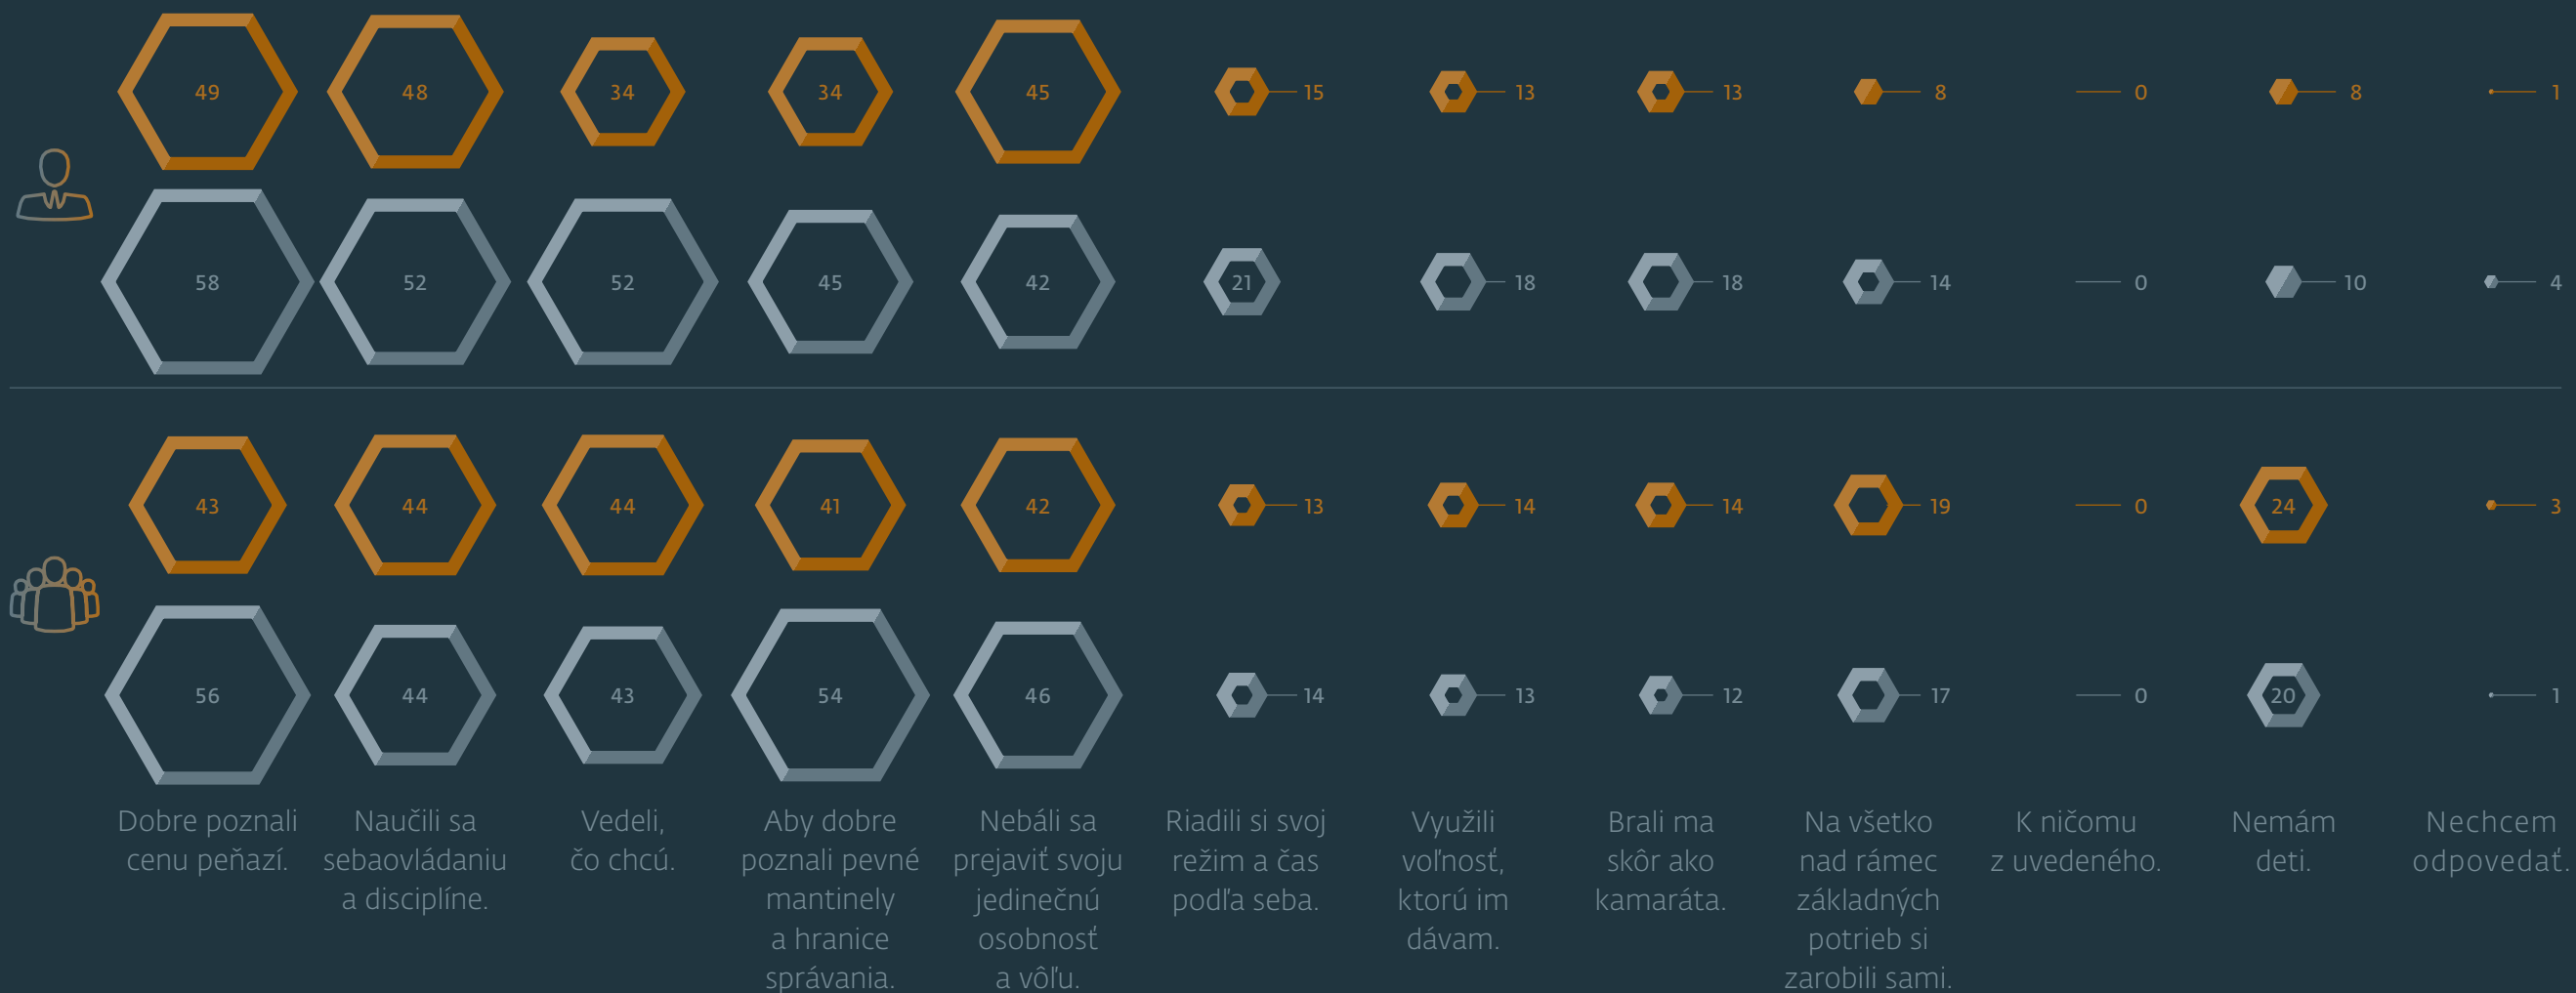 49 48 34 34 45 15 13 13 8 0 8 1
58 52 52 45 42 21 18 18 14 0 10 4
43 44 44 41 42 13 14 14 19 0 24 3
56 44 43 54 46 14 13 12 17 0 20 1
Dobre poznali
cenu peňazí.
Naučili sa
sebaovládaniu
a disciplíne.
Vedeli,
čo chcú.
Aby dobre
poznali pevné
mantinely
a hranice
správania.
Nebáli sa
prejaviť svoju
jedinečnú
osobnosť
a vôľu.
Riadili si svoj
režim a čas
podľa seba.
Využili
voľnosť,
ktorú im
dávam.
Brali ma
skôr ako
kamaráta.
Na všetko
nad rámec
základných
potrieb si
zarobili sami.
K ničomu
z uvedeného.
Nemám
deti.
Nechcem
odpovedať.